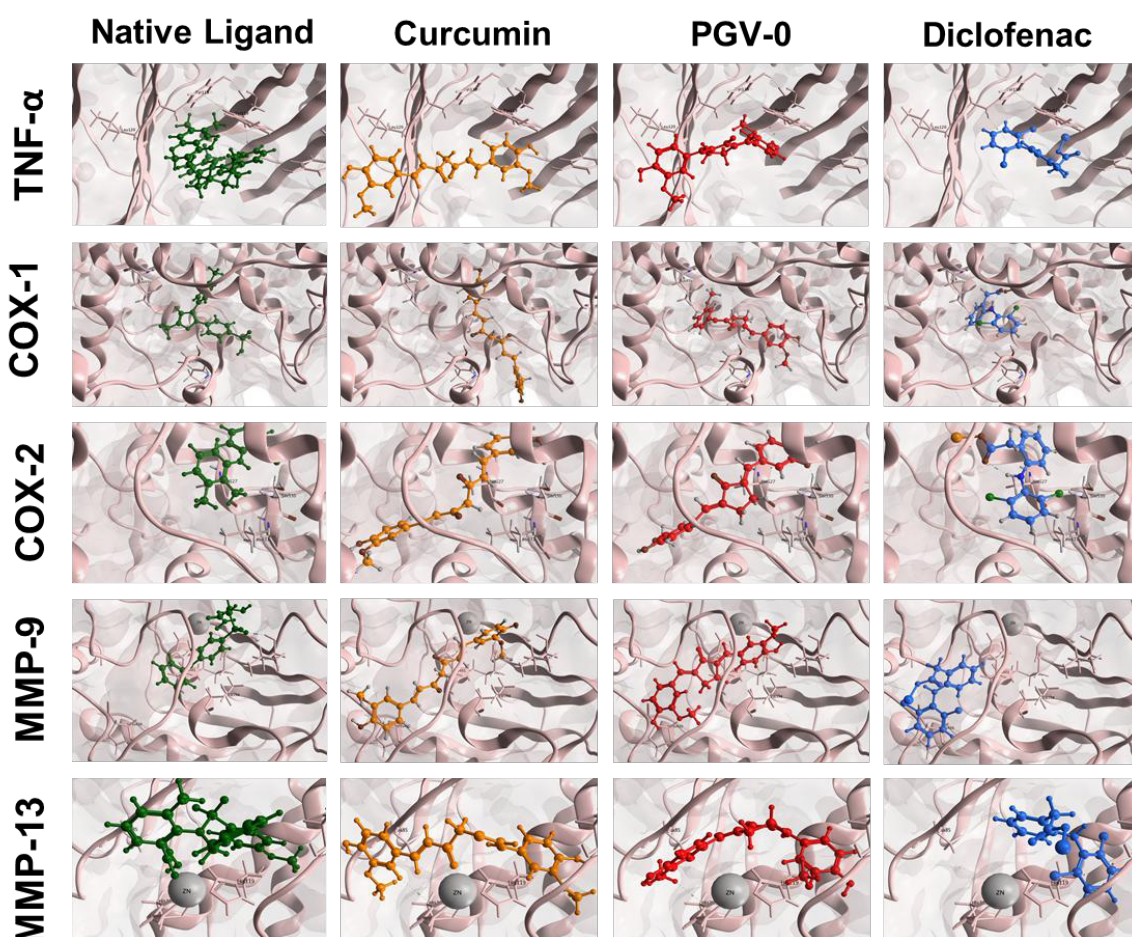 Native Ligand Curcumin PGV-0 Diclofenac
TNF-α
COX-1
COX-2
MMP-9
MMP-13
ZN ZN ZN ZN